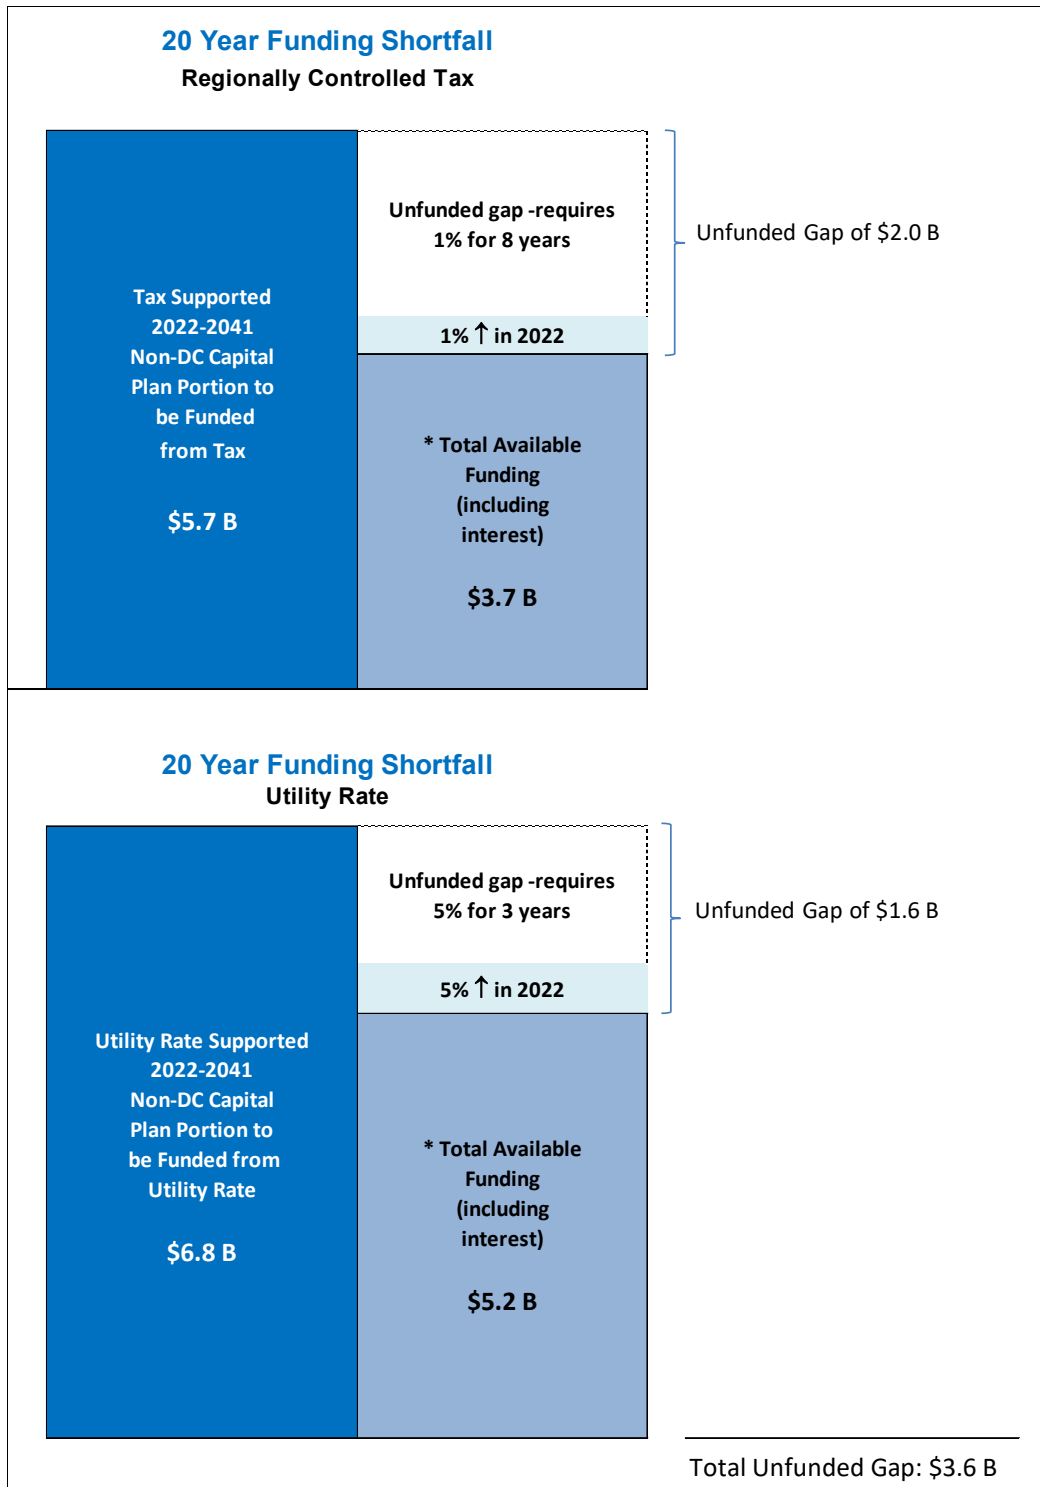 20 Year Funding Shortfall
Regionally Controlled Tax
Tax Supported
2022-2041
Non-DC Capital
Plan Portion to
be Funded
from Tax
$5.7 B
Unfunded gap -requires
1% for 8 years
1% ↑ in 2022
* Total Available
Funding
(including
interest)
$3.7 B
Unfunded Gap of $2.0 B
20 Year Funding Shortfall
Utility Rate
Utility Rate Supported
2022-2041
Non-DC Capital
Plan Portion to
be Funded from
Utility Rate
$6.8 B
Unfunded gap -requires
5% for 3 years
5% ↑ in 2022
* Total Available
Funding
(including
interest)
$5.2 B
Unfunded Gap of $1.6 B
Total Unfunded Gap: $3.6 B